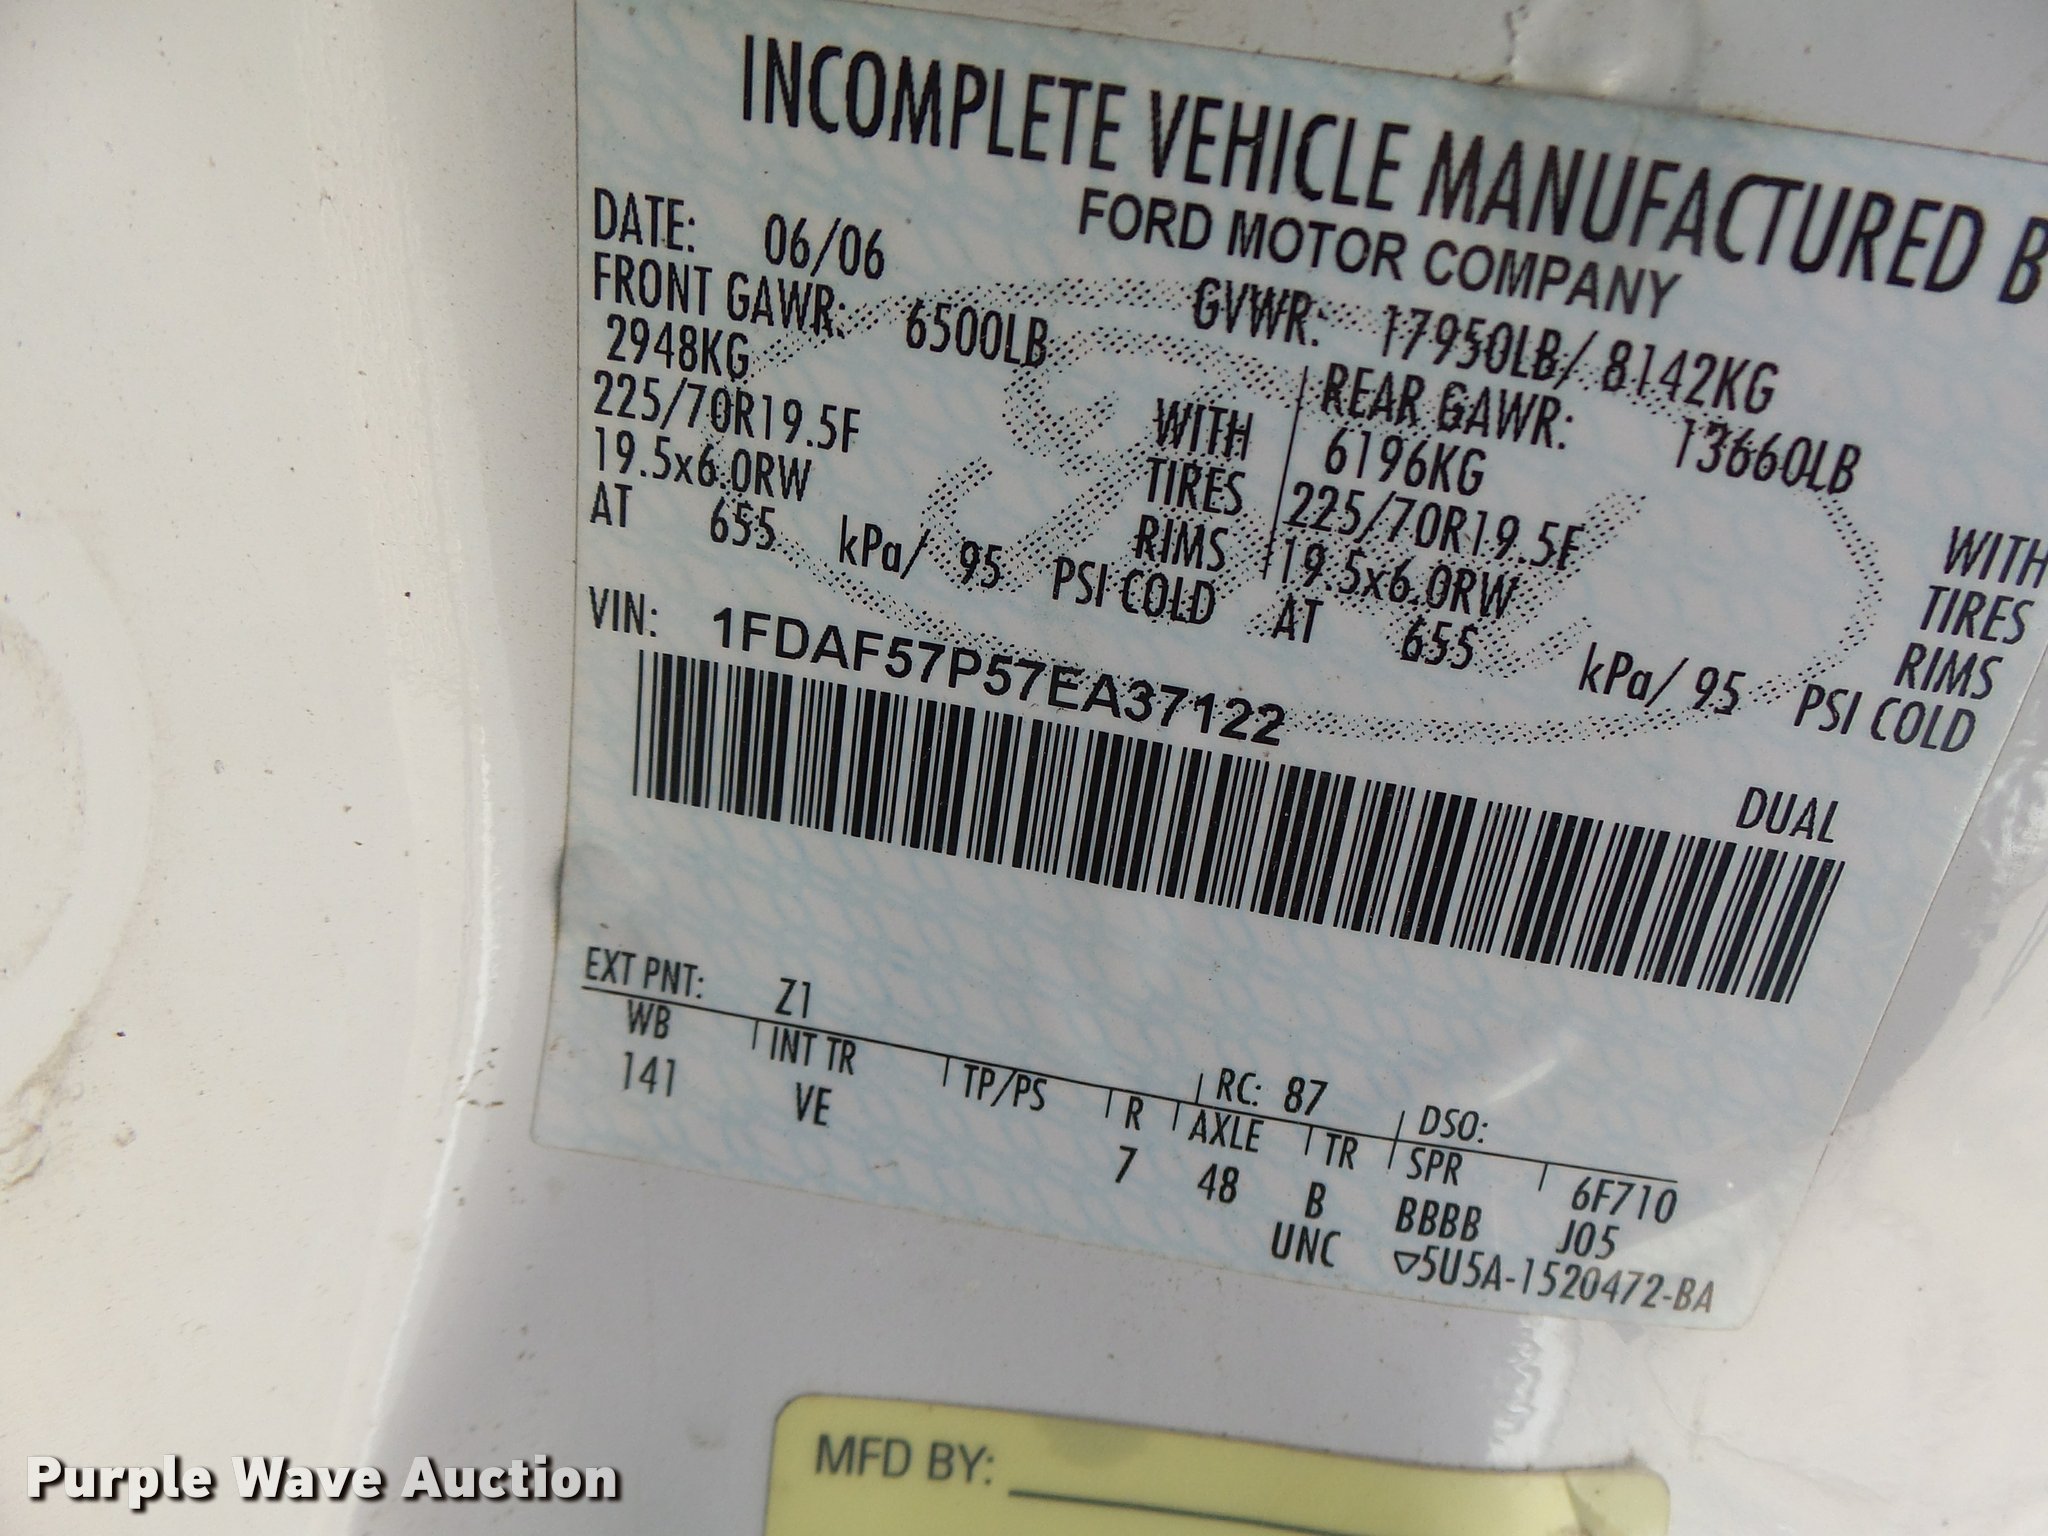 INCOMPLETE VEHICLE MANUFACTURED B
FORD MOTOR COMPANY
DATE: 06/06 GVWR: 17950LB/ 8142KG
FRONT GAWR: 6500LB REAR GAWR: 13660LB
2948KG WITH 6196KG WITH
225/70R19.5F TIRES 225/70R19.5F TIRES
19.5x6.0RW RIMS 19.5x6.0RW RIMS
AT 655 kPa/ 95 PSI COLD AT 655 kPa/ 95 PSI COLD
VIN: 1FDAF57P57EA37122
DUAL
EXT PNT: Z1 RC: 87 DSO:
WB INT TR TP/PS R AXLE TR SPR 6F710
141 VE 7 48 B BBBB J05
UNC ▽5U5A-1520472-BA
MFD BY:
Purple Wave Auction